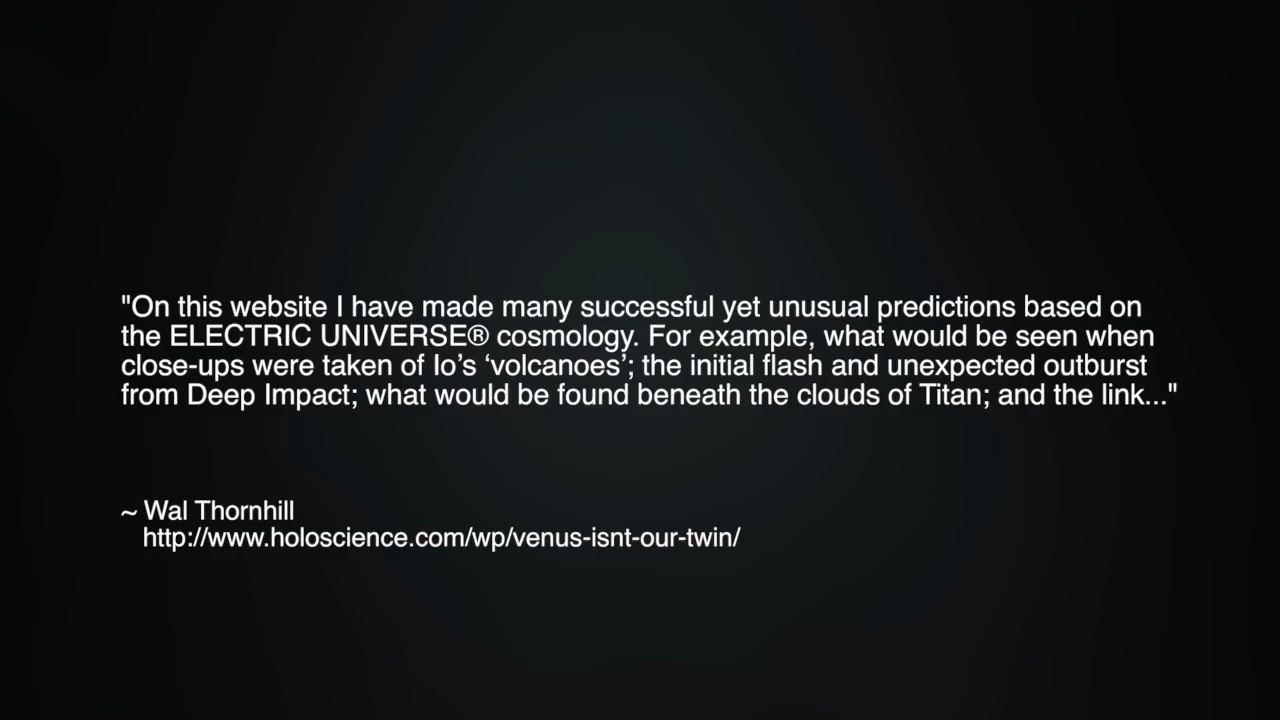 "On this website I have made many successful yet unusual predictions based on
the ELECTRIC UNIVERSE® cosmology. For example, what would be seen when
close-ups were taken of Io’s ‘volcanoes’; the initial flash and unexpected outburst
from Deep Impact; what would be found beneath the clouds of Titan; and the link..."
~ Wal Thornhill
http://www.holoscience.com/wp/venus-isnt-our-twin/